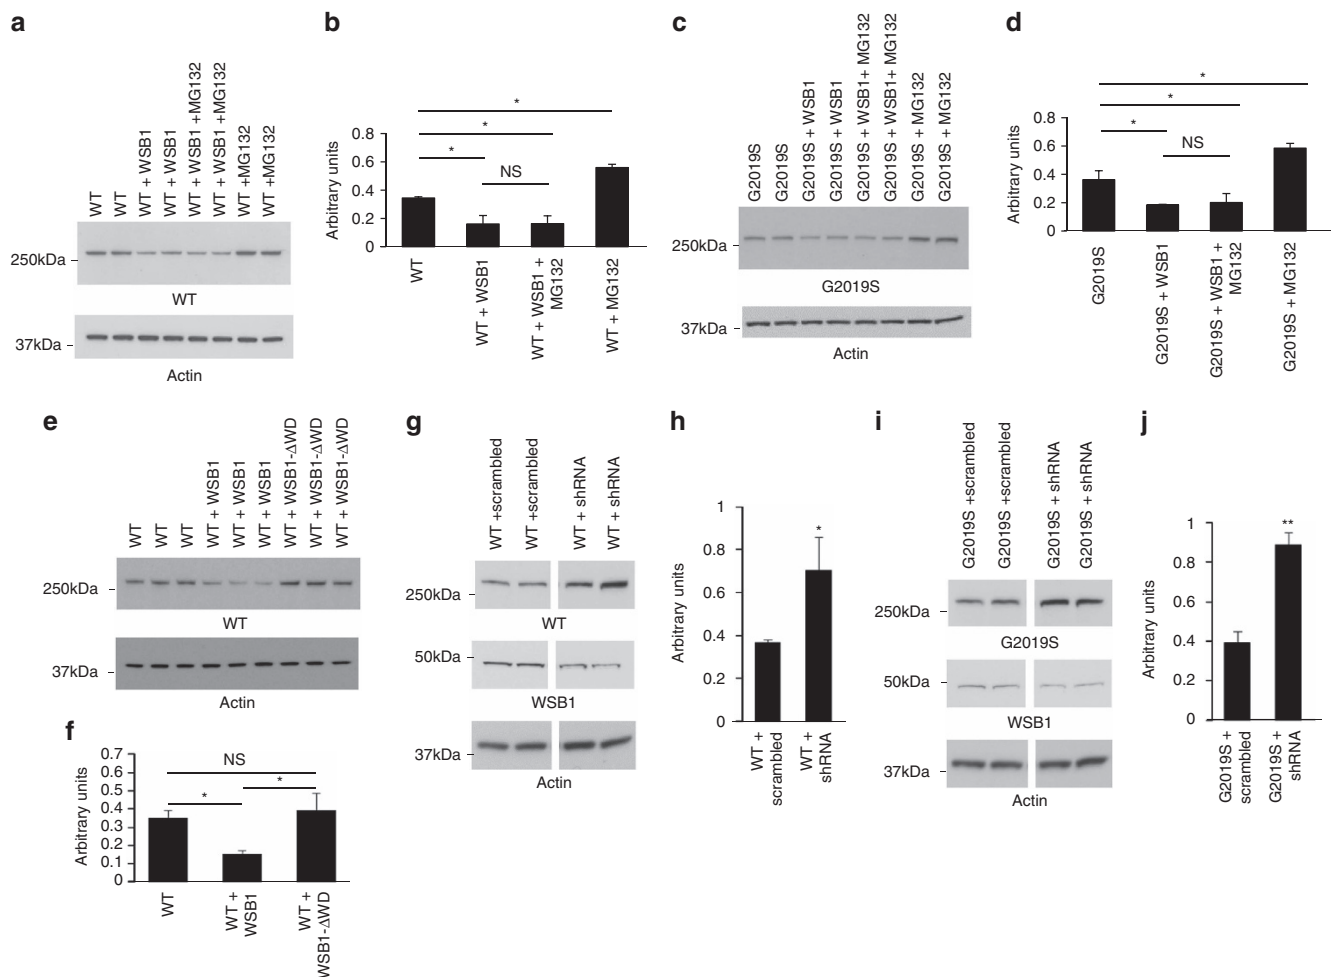 a
WT
WT
WT + WSB1
WT + WSB1
WT + WSB1 +MG132
WT + WSB1 +MG132
WT +MG132
WT +MG132
250kDa
WT
37kDa
Actin
b
*
*
*
NS
Arbitrary units
0.8
0.6
0.4
0.2
0
WT
WT + WSB1
WT + WSB1 +
MG132
WT + MG132
c
G2019S
G2019S
G2019S + WSB1
G2019S + WSB1
G2019S + WSB1+ MG132
G2019S + WSB1+ MG132
G2019S + MG132
G2019S + MG132
250kDa
G2019S
37kDa
Actin
d
*
*
*
NS
Arbitrary units
0.8
0.6
0.4
0.2
0
G2019S
G2019S + WSB1
G2019S + WSB1 +
MG132
G2019S + MG132
e
WT
WT
WT
WT + WSB1
WT + WSB1
WT + WSB1
WT + WSB1-ΔWD
WT + WSB1-ΔWD
WT + WSB1-ΔWD
250kDa
WT
37kDa
Actin
f
NS
*
*
Arbitrary units
0.7
0.6
0.5
0.4
0.3
0.2
0.1
0
WT
WT +
WSB1
WT +
WSB1-ΔWD
g
WT +scrambled
WT +scrambled
WT + shRNA
WT + shRNA
250kDa
WT
50kDa
WSB1
37kDa
Actin
h
*
Arbitrary units
1
0.8
0.6
0.4
0.2
0
WT +
scrambled
WT +
shRNA
i
G2019S +scrambled
G2019S +scrambled
G2019S + shRNA
G2019S + shRNA
250kDa
G2019S
50kDa
WSB1
37kDa
Actin
j
**
Arbitrary units
1
0.8
0.6
0.4
0.2
0
G2019S +
scrambled
G2019S +
shRNA